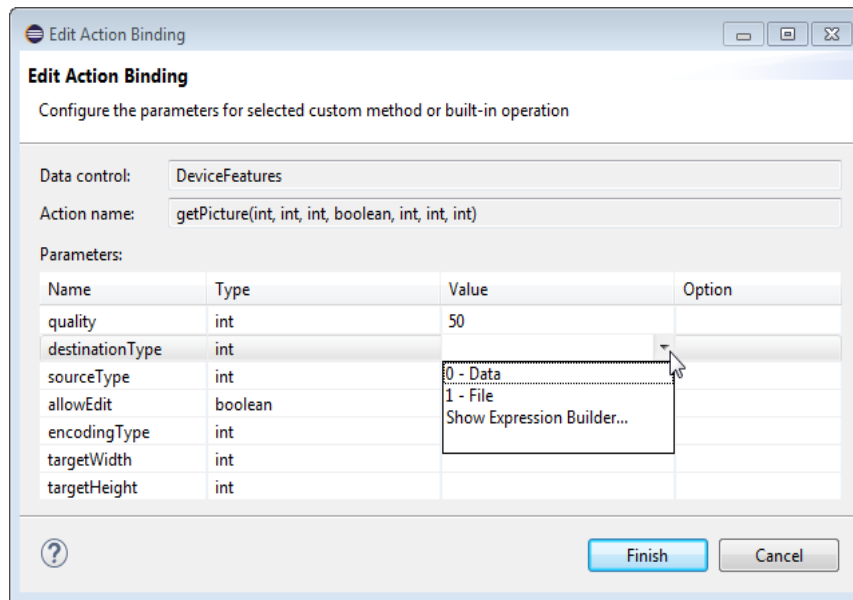 Edit Action Binding
Edit Action Binding
Configure the parameters for selected custom method or built-in operation
Data control: DeviceFeatures
Action name: getPicture(int, int, int, boolean, int, int, int)
Parameters:
Name Type Value Option
quality int 50
destinationType int
sourceType int 0 - Data
allowEdit boolean 1 - File
encodingType int Show Expression Builder...
targetWidth int
targetHeight int
? Finish Cancel